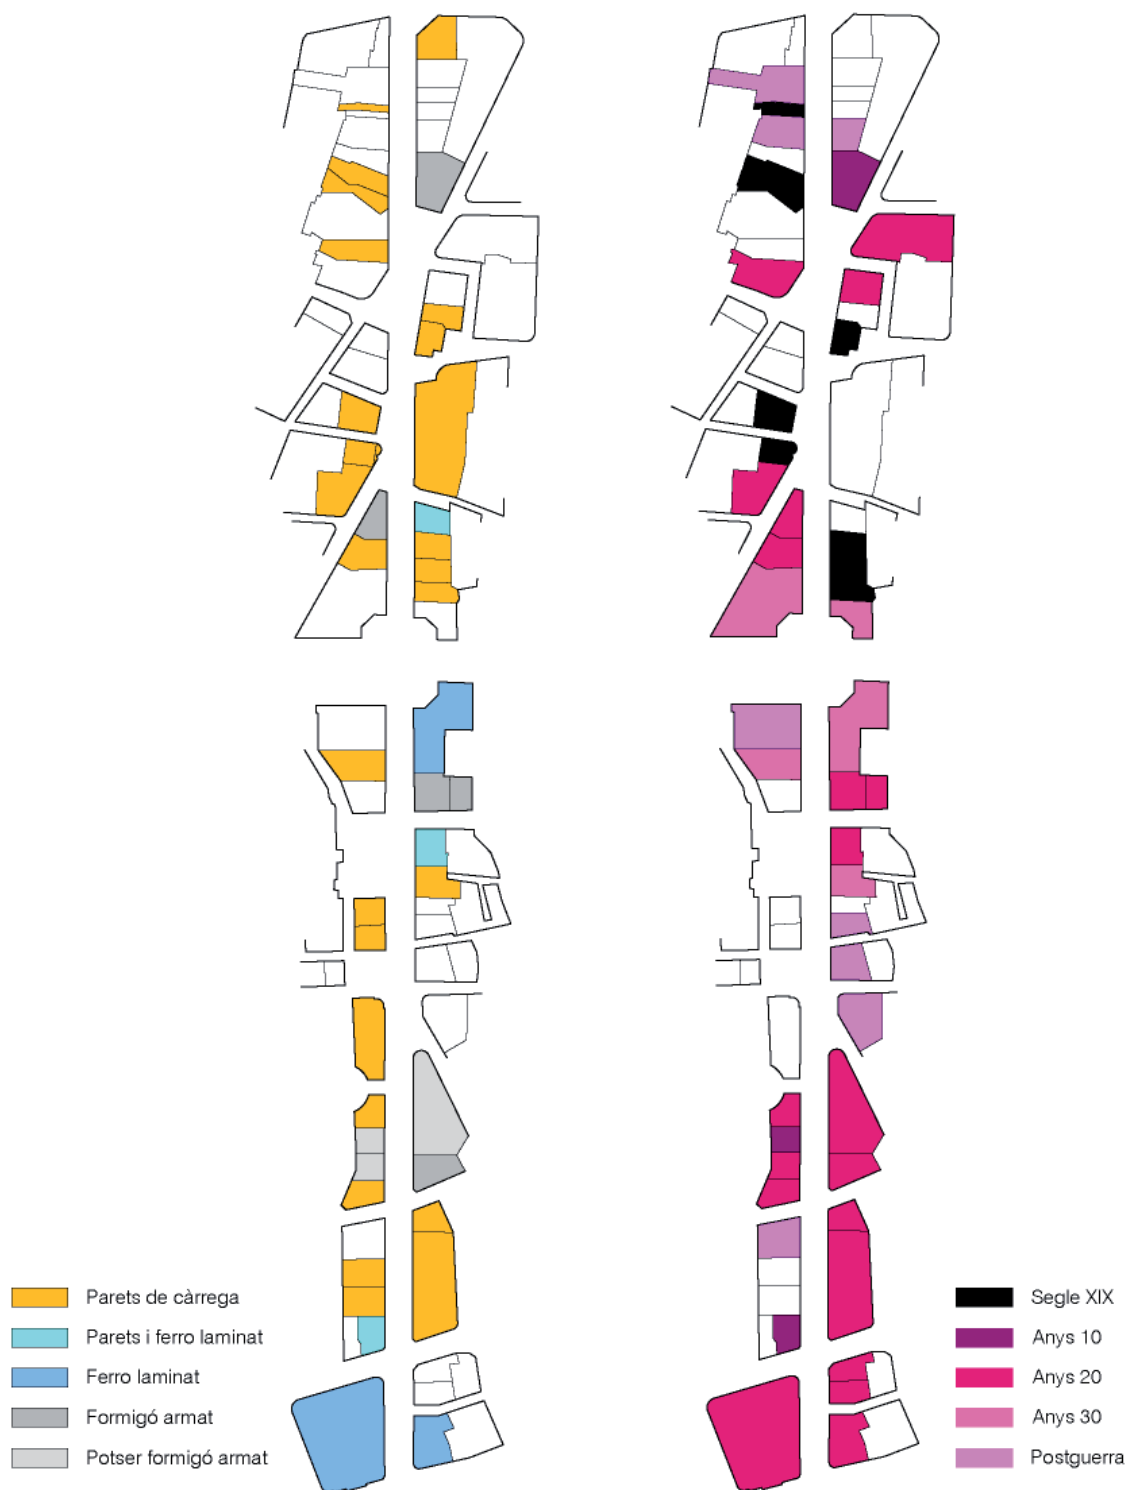 Parets de càrrega
Parets i ferro laminat
Ferro laminat
Formigó armat
Potser formigó armat
Segle XIX
Anys 10
Anys 20
Anys 30
Postguerra